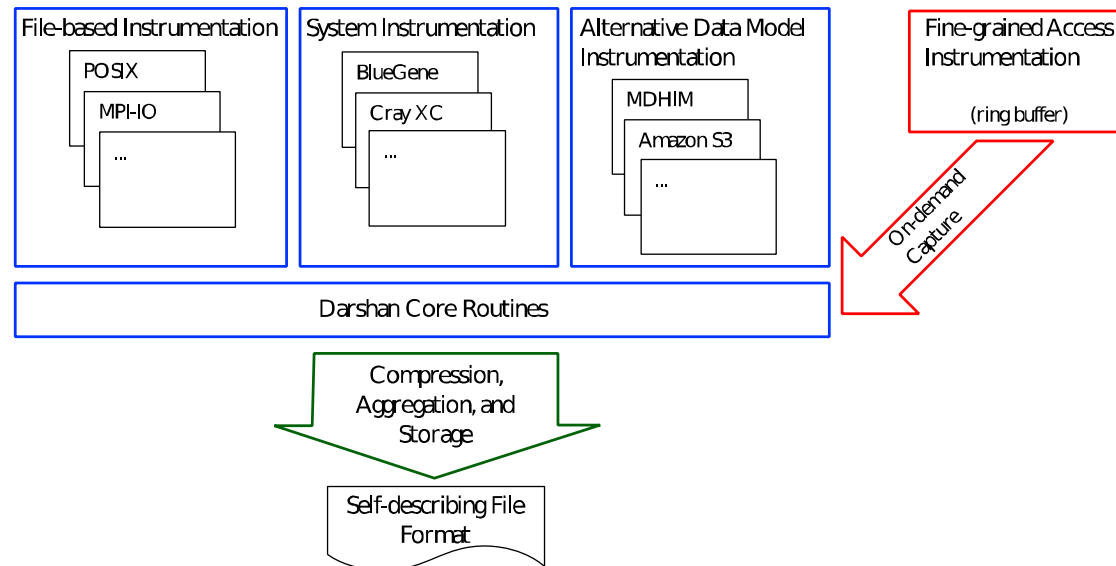 File-based Instrumentation
POSIX
MPI-IO
...
System Instrumentation
BlueGene
Cray XC
...
Alternative Data Model
Instrumentation
MDHIM
Amazon S3
...
Fine-grained Access
Instrumentation
(ring buffer)
On-demand
Capture
Darshan Core Routines
Compression,
Aggregation, and
Storage
Self-describing File
Format